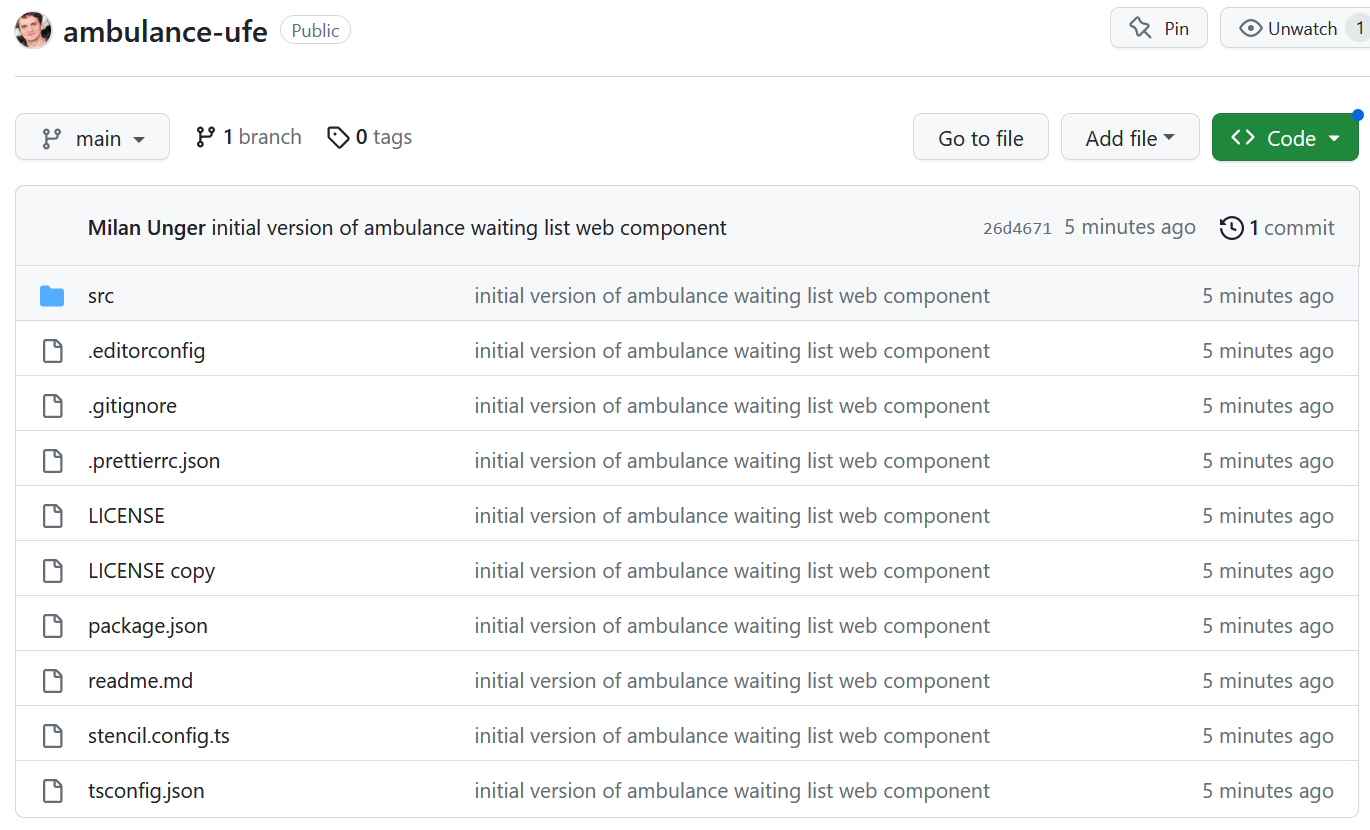 ambulance-ufe Public Pin Unwatch 1
main 1 branch 0 tags Go to file Add file Code
Milan Unger initial version of ambulance waiting list web component 26d4671 5 minutes ago 1 commit
src initial version of ambulance waiting list web component 5 minutes ago
.editorconfig initial version of ambulance waiting list web component 5 minutes ago
.gitignore initial version of ambulance waiting list web component 5 minutes ago
.prettierrc.json initial version of ambulance waiting list web component 5 minutes ago
LICENSE initial version of ambulance waiting list web component 5 minutes ago
LICENSE copy initial version of ambulance waiting list web component 5 minutes ago
package.json initial version of ambulance waiting list web component 5 minutes ago
readme.md initial version of ambulance waiting list web component 5 minutes ago
stencil.config.ts initial version of ambulance waiting list web component 5 minutes ago
tsconfig.json initial version of ambulance waiting list web component 5 minutes ago